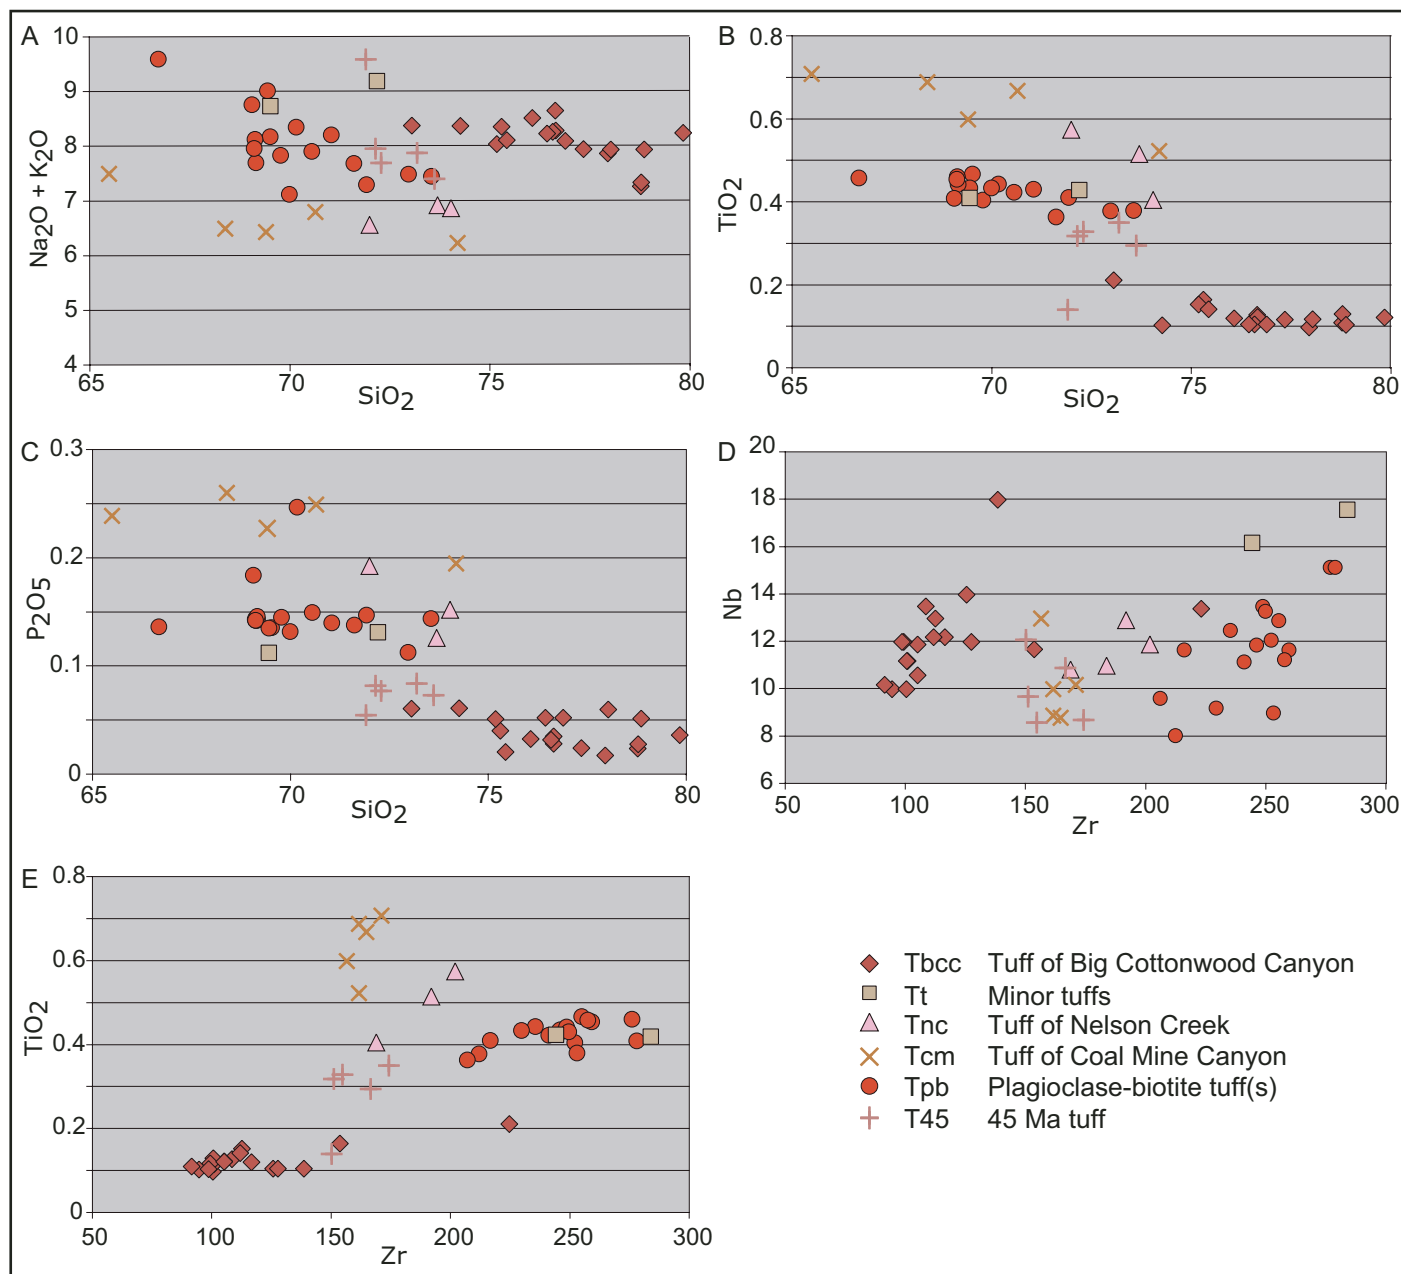 A
10
9
8
7
6
5
4
Na2O + K2O
65
70
75
80
SiO2
B
0.8
0.6
0.4
0.2
0
TiO2
65
70
75
80
SiO2
C
0.3
0.2
0.1
0
P2O5
65
70
75
80
SiO2
D
20
18
16
14
12
10
8
6
Nb
50
100
150
200
250
300
Zr
E
0.8
0.6
0.4
0.2
0
TiO2
50
100
150
200
250
300
Zr
Tbcc Tuff of Big Cottonwood Canyon
Tt Minor tuffs
Tnc Tuff of Nelson Creek
Tcm Tuff of Coal Mine Canyon
Tpb Plagioclase-biotite tuff(s)
T45 45 Ma tuff